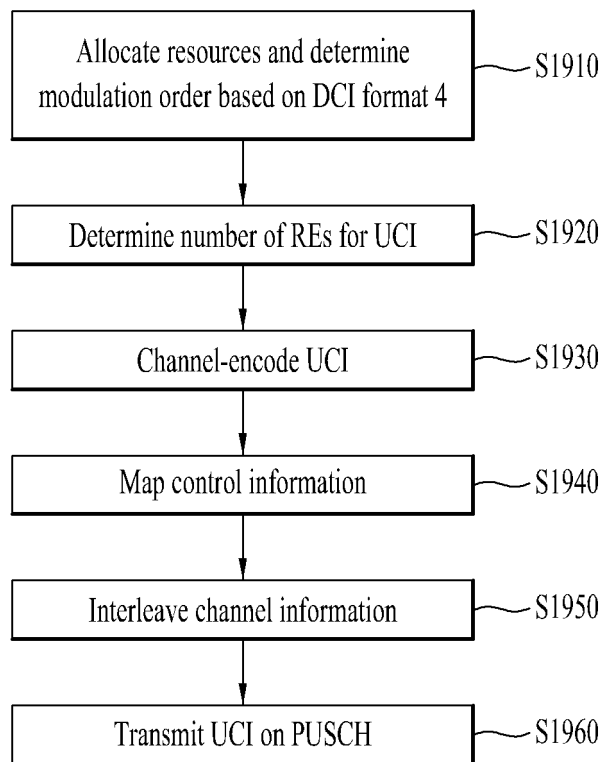 Allocate resources and determine
modulation order based on DCI format 4
S1910
Determine number of REs for UCI
S1920
Channel-encode UCI
S1930
Map control information
S1940
Interleave channel information
S1950
Transmit UCI on PUSCH
S1960